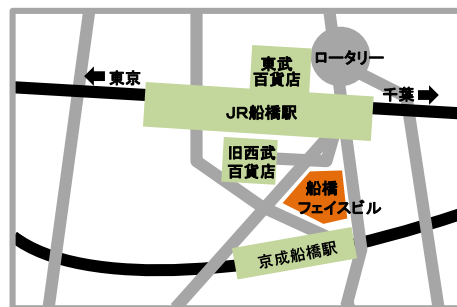 ロータリー
東武
百貨店
東京
千葉
JR船橋駅
旧西武
百貨店
船橋
フェイスビル
京成船橋駅